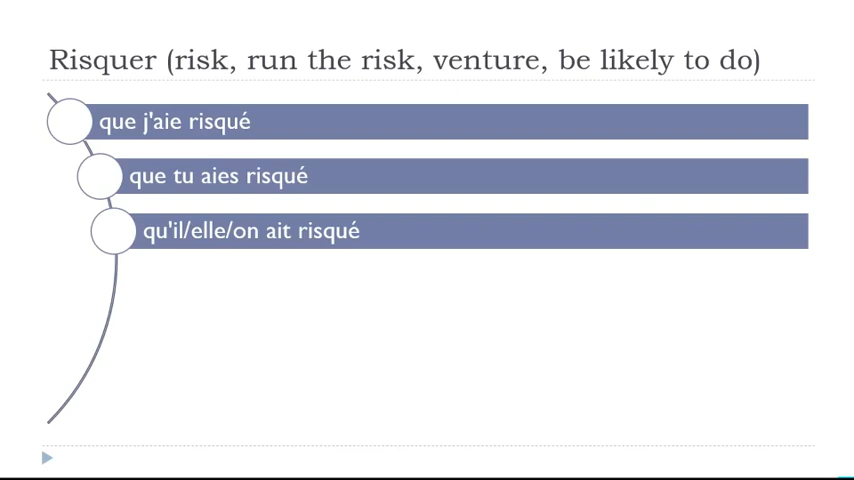 Risquer (risk, run the risk, venture, be likely to do)
que j'aie risqué
que tu aies risqué
qu'il/elle/on ait risqué